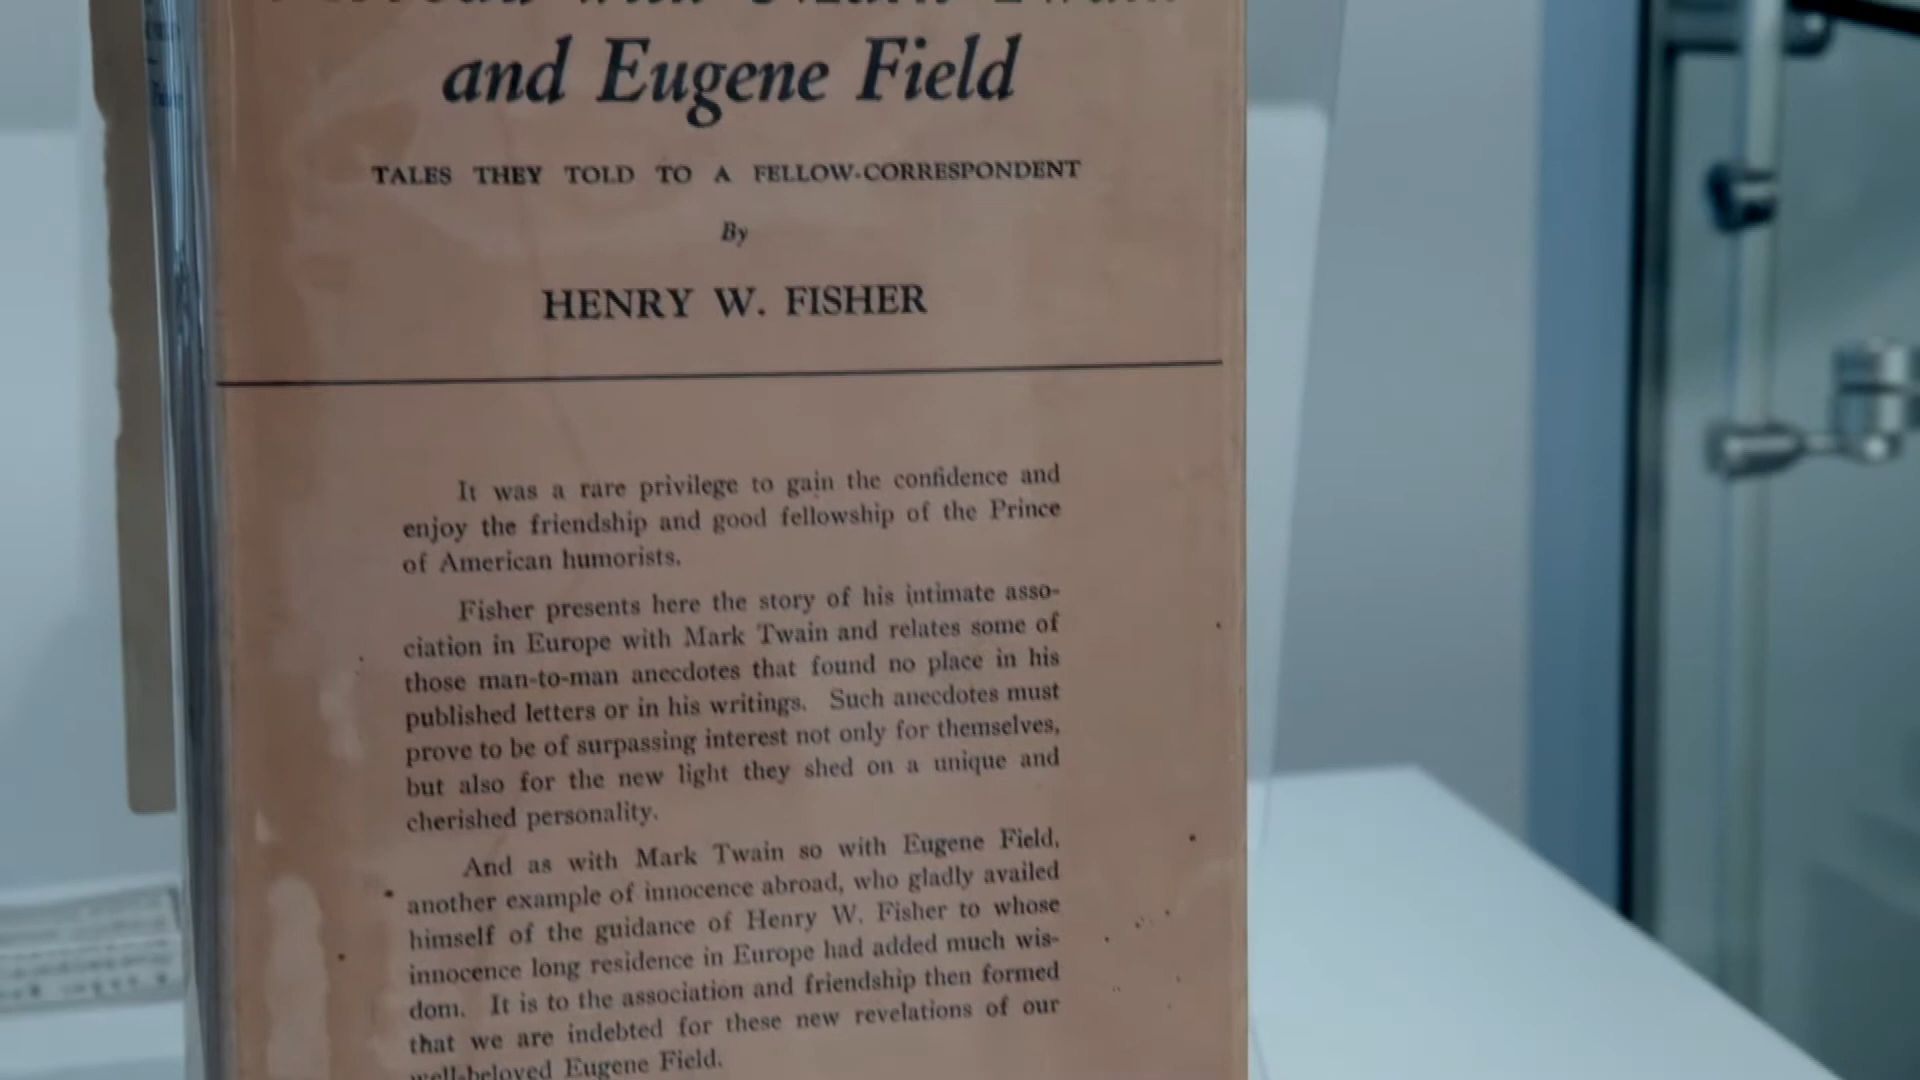 Abroad with Mark Twain
and Eugene Field
TALES THEY TOLD TO A FELLOW-CORRESPONDENT
By
HENRY W. FISHER
It was a rare privilege to gain the confidence and
enjoy the friendship and good fellowship of the Prince
of American humorists.
Fisher presents here the story of his intimate asso-
ciation in Europe with Mark Twain and relates some of
those man-to-man anecdotes that found no place in his
published letters or in his writings. Such anecdotes must
prove to be of surpassing interest not only for themselves,
but also for the new light they shed on a unique and
cherished personality.
And as with Mark Twain so with Eugene Field,
another example of innocence abroad, who gladly availed
himself of the guidance of Henry W. Fisher to whose
innocence long residence in Europe had added much wis-
dom. It is to the association and friendship then formed
that we are indebted for these new revelations of our
well-beloved Eugene Field.